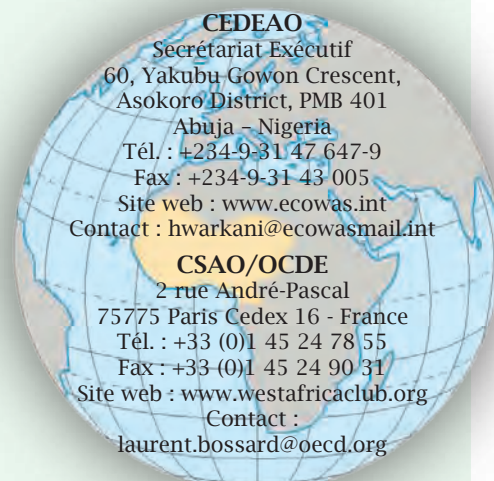 CEDEAO
Secrétariat Exécutif
60, Yakubu Gowon Crescent,
Asokoro District, PMB 401
Abuja – Nigeria
Tél. : +234-9-31 47 647-9
Fax : +234-9-31 43 005
Site web : www.ecowas.int
Contact : hwarkani@ecowasmail.int
CSAO/OCDE
2 rue André-Pascal
75775 Paris Cedex 16 - France
Tél. : +33 (0)1 45 24 78 55
Fax : +33 (0)1 45 24 90 31
Site web : www.westafricaclub.org
Contact :
laurent.bossard@oecd.org